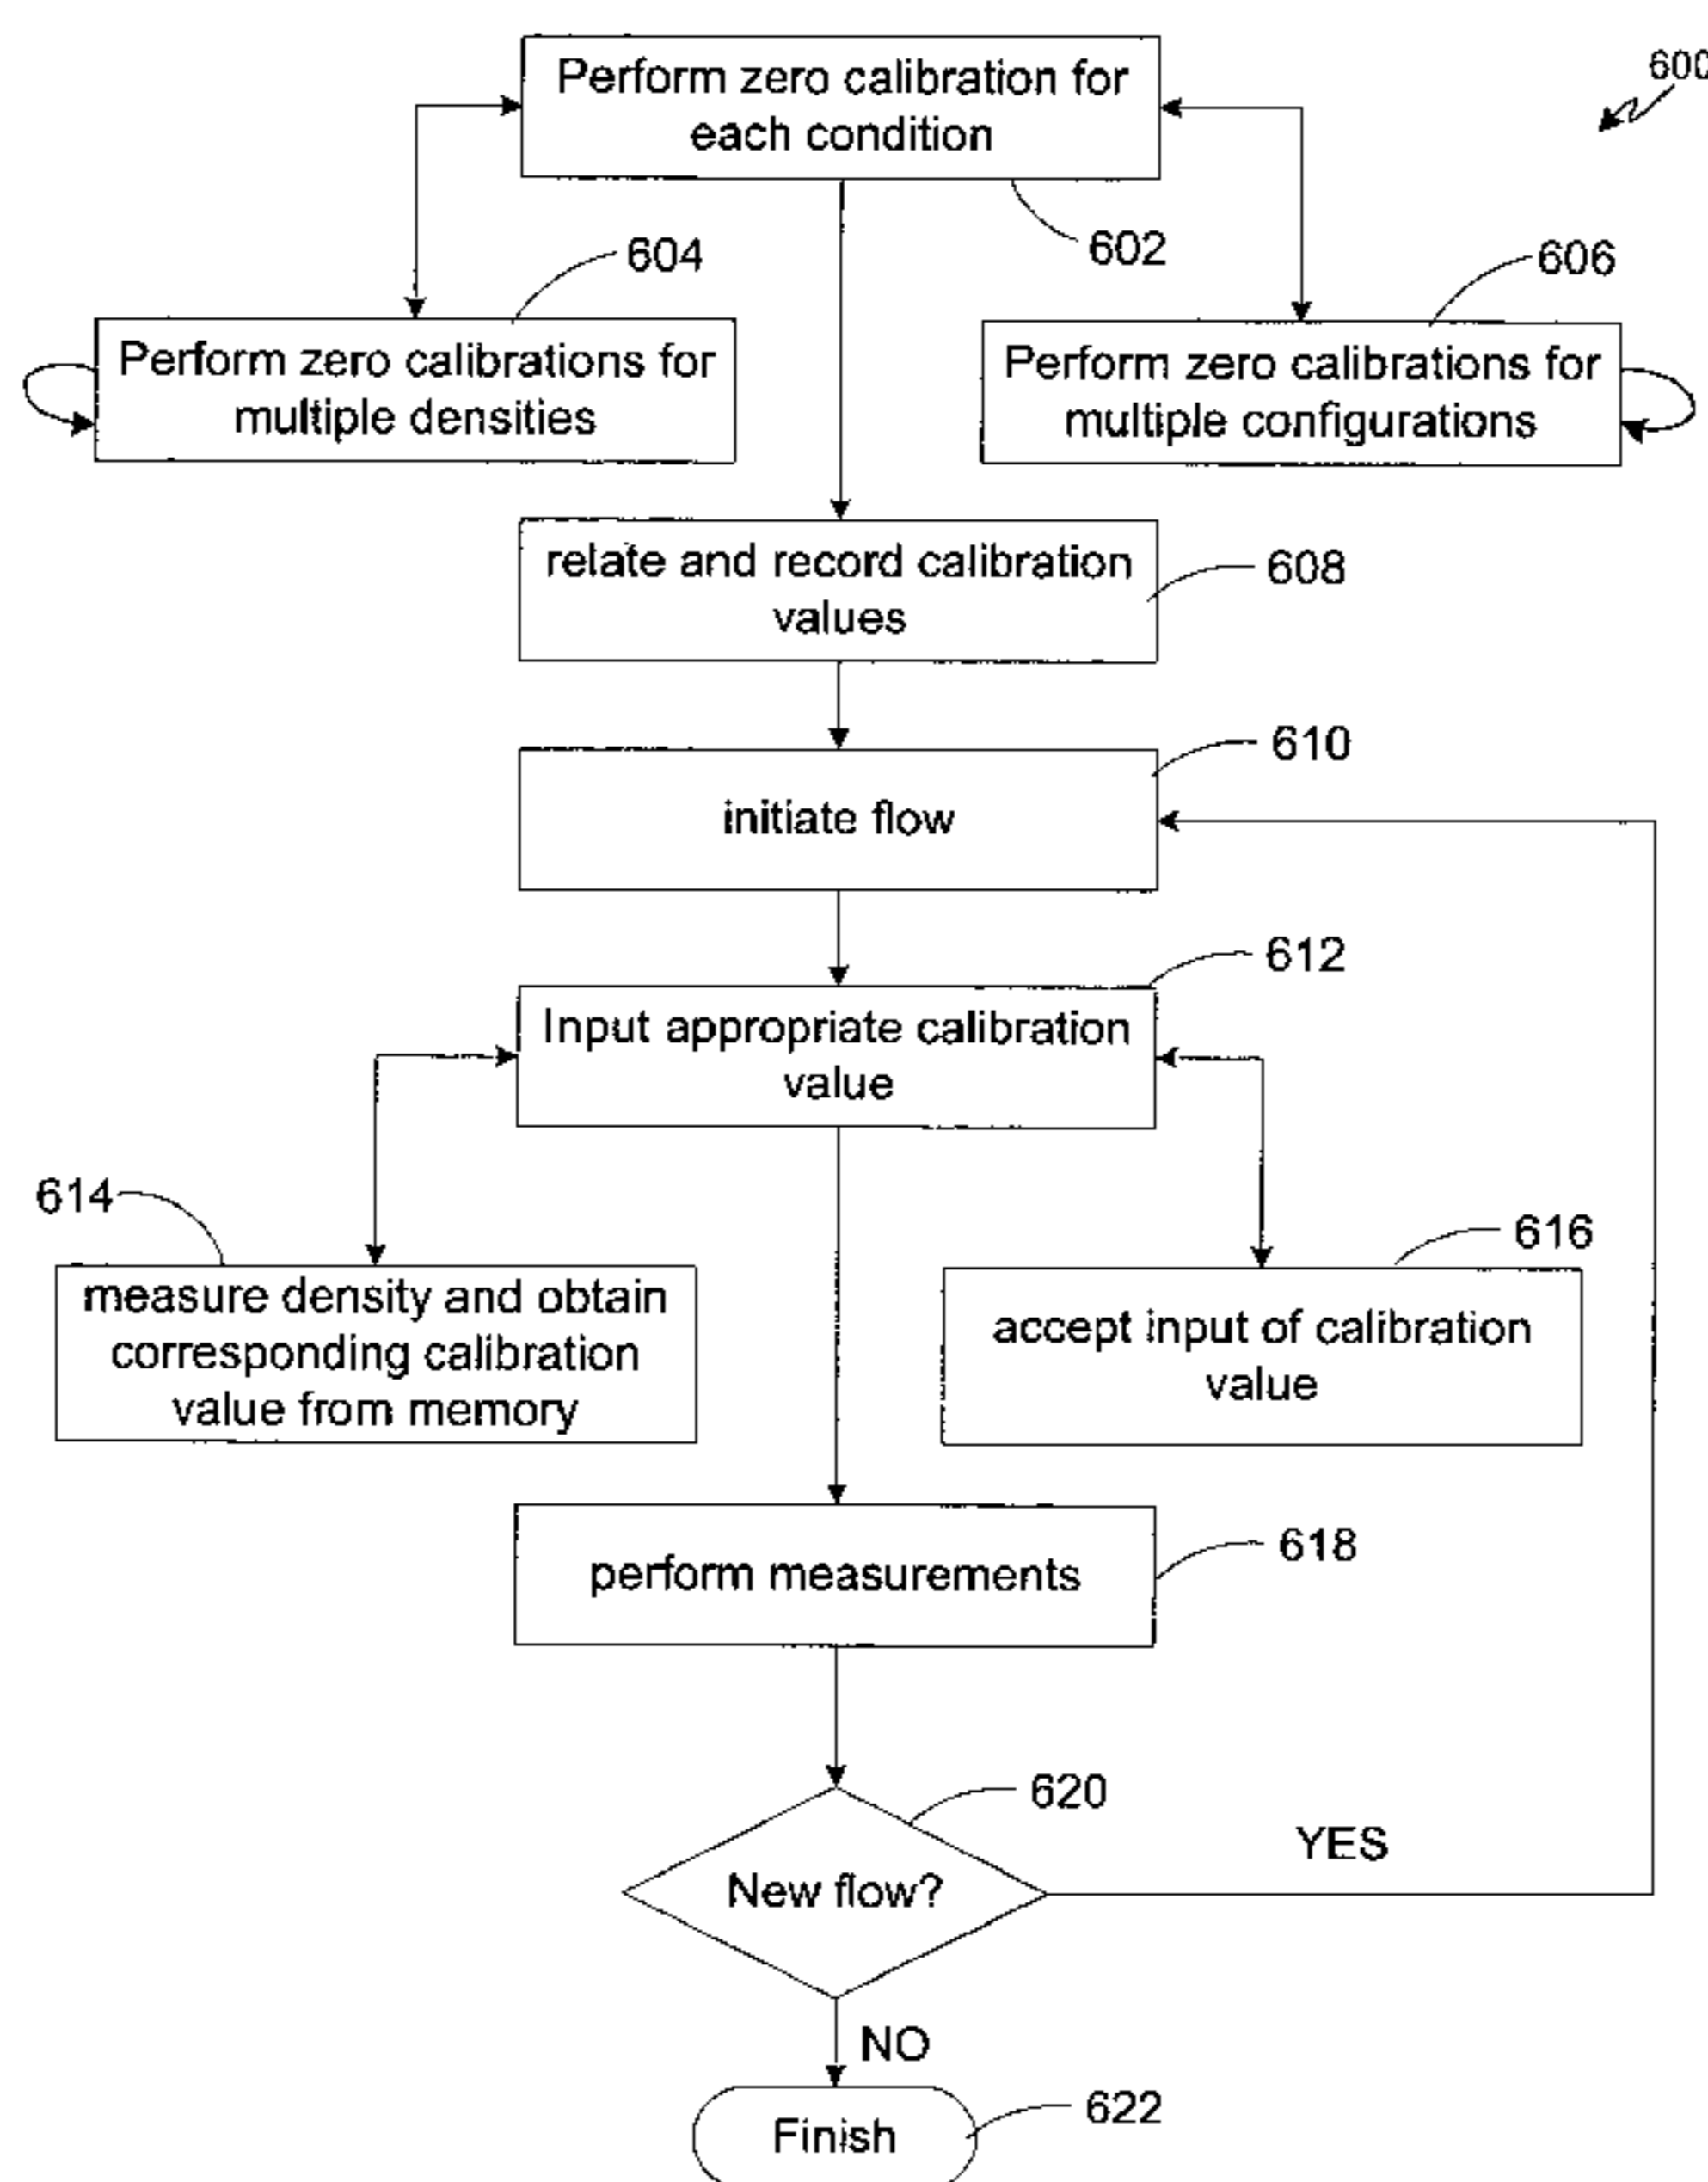 Perform zero calibration for
each condition
600
602
604
606
Perform zero calibrations for
multiple densities
Perform zero calibrations for
multiple configurations
relate and record calibration
values
608
610
initiate flow
612
Input appropriate calibration
value
614
616
measure density and obtain
corresponding calibration
value from memory
accept input of calibration
value
perform measurements
618
620
New flow?
YES
NO
Finish
622